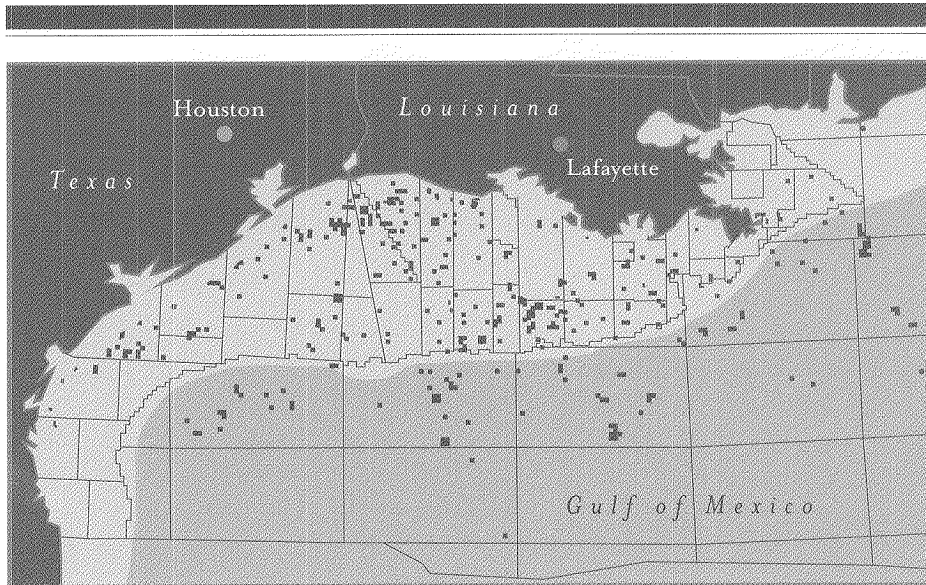 Houston
Louisiana
Lafayette
Texas
Gulf of Mexico